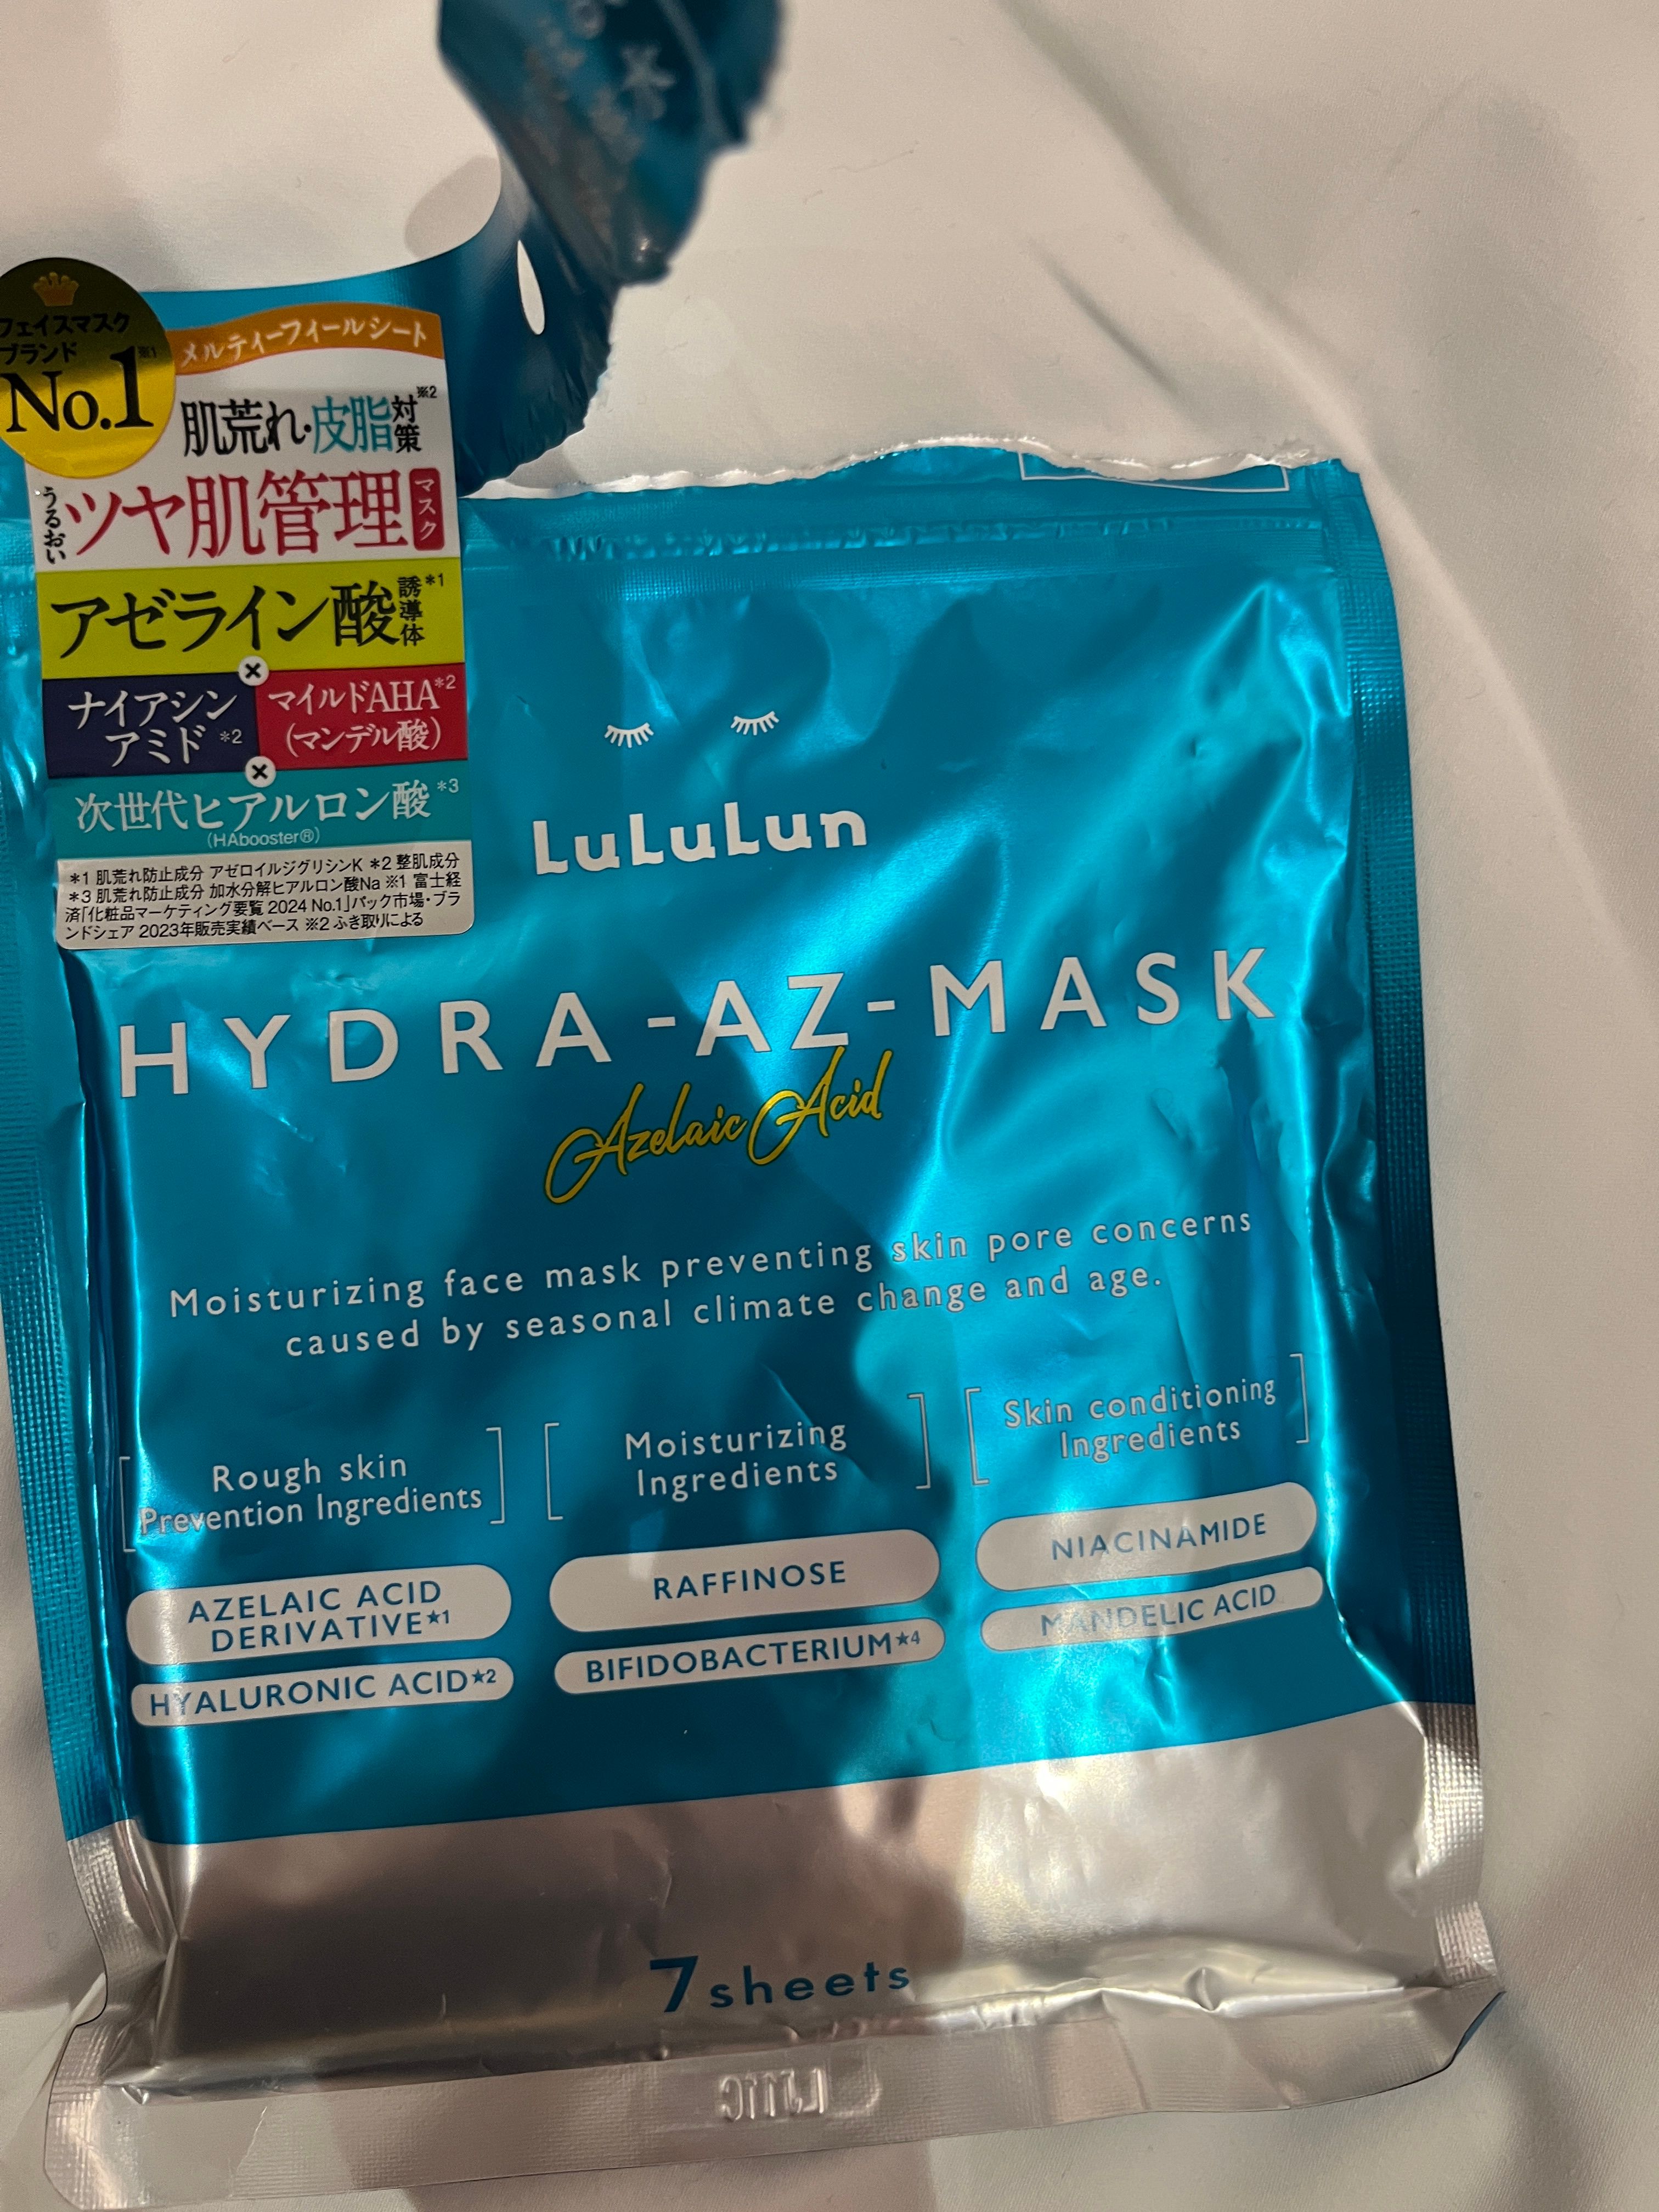 フェイスマスク
ブランド
No.1※1
メルティーフィールシート
肌荒れ・皮脂対策※2
うるおい ツヤ肌管理 マスク
アゼライン酸誘導体*1
×
ナイアシンアミド*2
マイルドAHA*2
(マンデル酸)
×
次世代ヒアルロン酸*3
(HAbooster®)
*1 肌荒れ防止成分 アゼロイルジグリシンK *2 整肌成分
*3 肌荒れ防止成分 加水分解ヒアルロン酸Na ※1 富士経
済「化粧品マーケティング要覧 2024 No.1」パック市場・ブラ
ンドシェア 2023年販売実績ベース ※2 ふき取りによる
LuLuLun
HYDRA-AZ-MASK
Azelaic Acid
Moisturizing face mask preventing skin pore concerns
caused by seasonal climate change and age.
Rough skin
Prevention Ingredients
AZELAIC ACID
DERIVATIVE★1
HYALURONIC ACID★2
Moisturizing
Ingredients
RAFFINOSE
BIFIDOBACTERIUM★4
Skin conditioning
Ingredients
NIACINAMIDE
MANDELIC ACID
7sheets